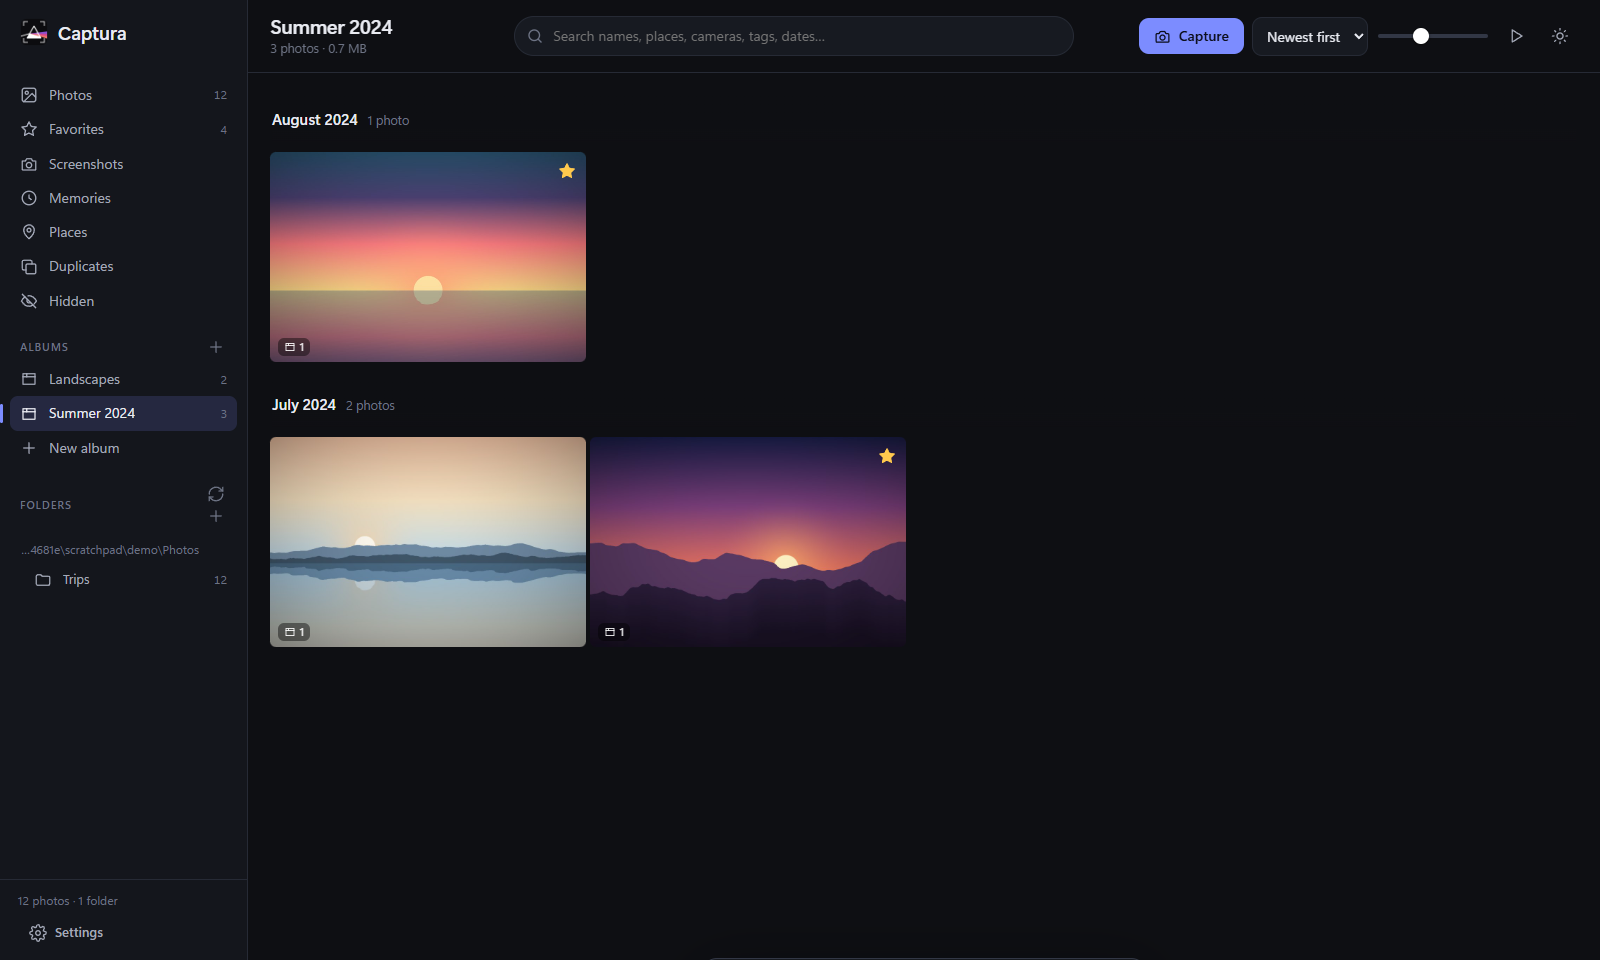 Captura
Photos 12
Favorites 4
Screenshots
Memories
Places
Duplicates
Hidden
ALBUMS
Landscapes 2
Summer 2024 3
New album
FOLDERS
...4681e\scratchpad\demo\Photos
Trips 12
12 photos · 1 folder
Settings
Summer 2024
3 photos · 0.7 MB
Search names, places, cameras, tags, dates...
Capture
Newest first
August 2024 1 photo
1
July 2024 2 photos
1
1